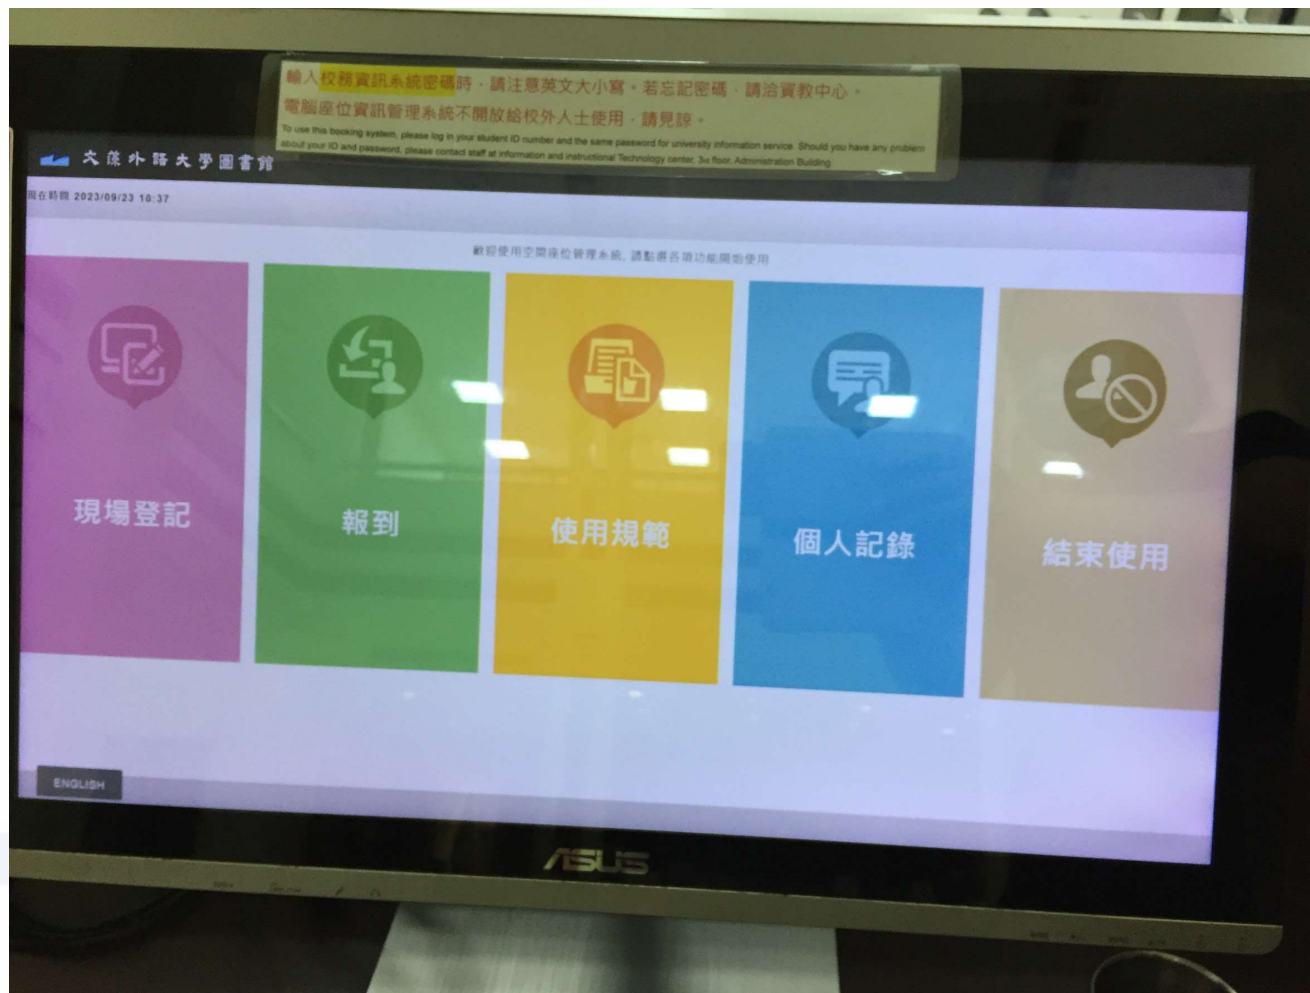 輸入校務資訊系統密碼時，請注意英文大小寫。若忘記密碼，請洽資教中心。
電腦座位資訊管理系統不開放給校外人士使用，請見諒。
To use this booking system, please log in your student ID number and the same password for university information service. Should you have any problem
about your ID and password, please contact staff at information and instructional Technology center, 3rd floor, Administration Building
文藻外語大學圖書館
現在時間 2023/09/23 10:37
歡迎使用空間座位管理系統, 請點選各項功能開始使用
現場登記
報到
使用規範
個人記錄
結束使用
ENGLISH
ASUS